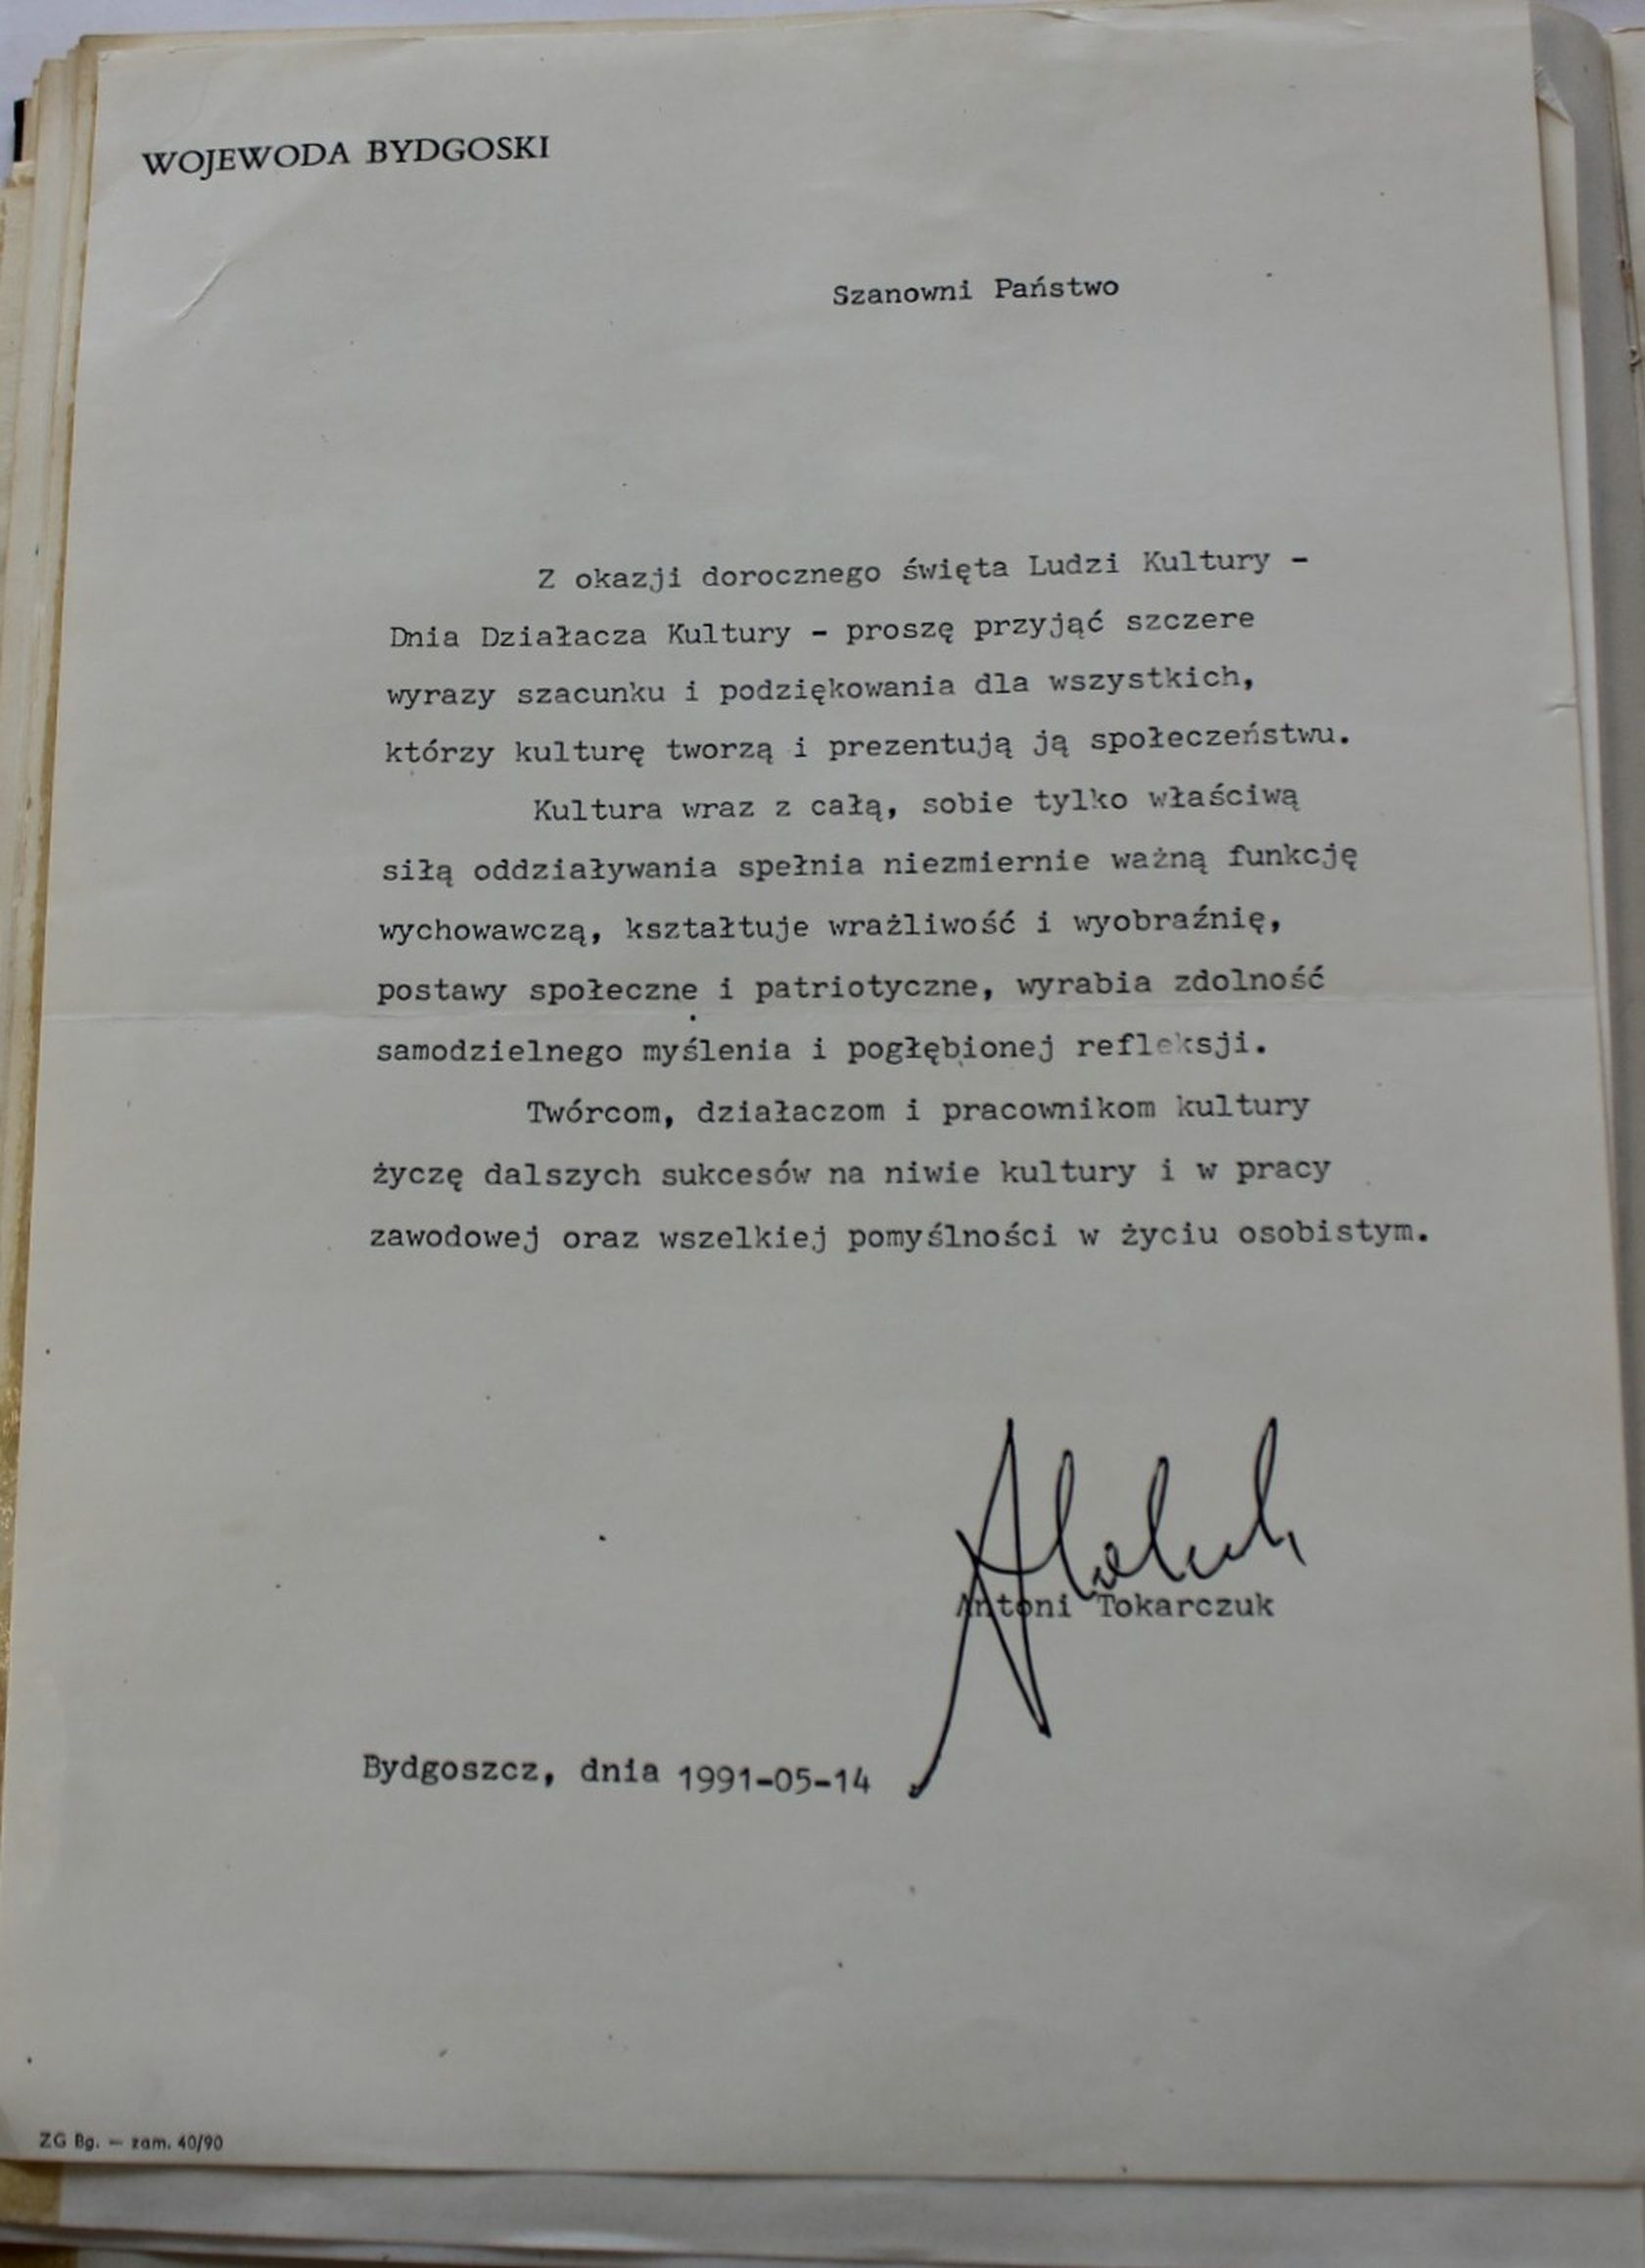 WOJEWODA BYDGOSKI
Szanowni Państwo
Z okazji dorocznego święta Ludzi Kultury -
Dnia Działacza Kultury - proszę przyjąć szczere
wyrazy szacunku i podziękowania dla wszystkich,
którzy kulturę tworzą i prezentują ją społeczeństwu.
Kultura wraz z całą, sobie tylko właściwą
siłą oddziaływania spełnia niezmiernie ważną funkcję
wychowawczą, kształtuje wrażliwość i wyobraźnię,
postawy społeczne i patriotyczne, wyrabia zdolność
samodzielnego myślenia i pogłębionej refleksji.
Twórcom, działaczom i pracownikom kultury
życzę dalszych sukcesów na niwie kultury i w pracy
zawodowej oraz wszelkiej pomyślności w życiu osobistym.
Antoni Tokarczuk
Bydgoszcz, dnia 1991-05-14
ZG Bg. — zam. 40/90